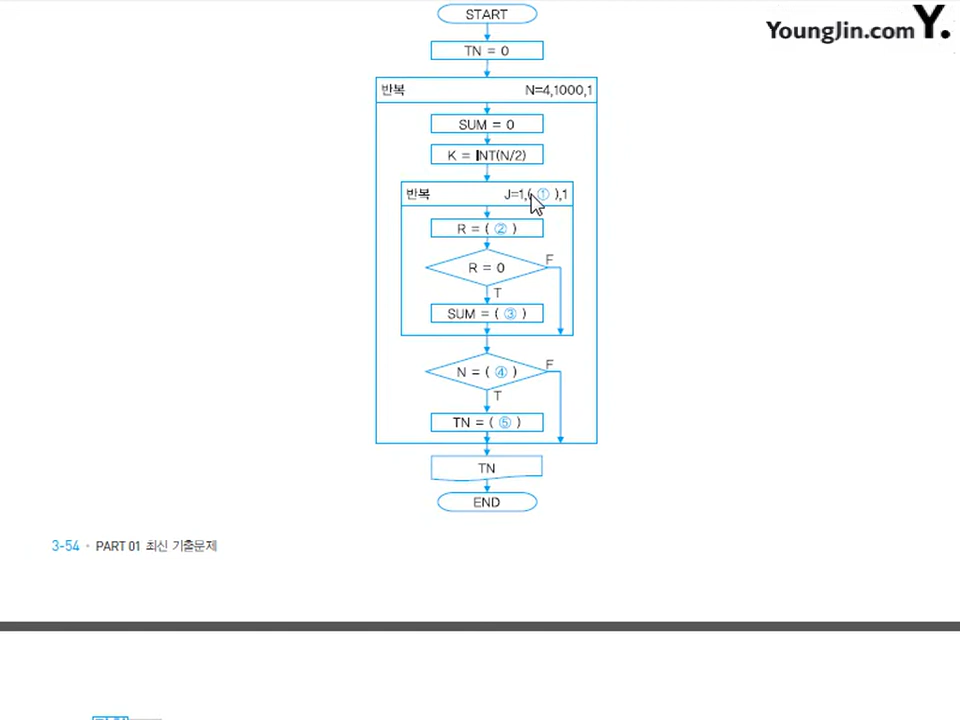 START
YoungJin.com Y.
TN = 0
반복 N=4,1000,1
SUM = 0
K = INT(N/2)
반복 J=1,( ① ),1
R = ( ② )
R = 0
F
T
SUM = ( ③ )
N = ( ④ )
F
T
TN = ( ⑤ )
TN
END
3-54 • PART 01 최신 기출문제